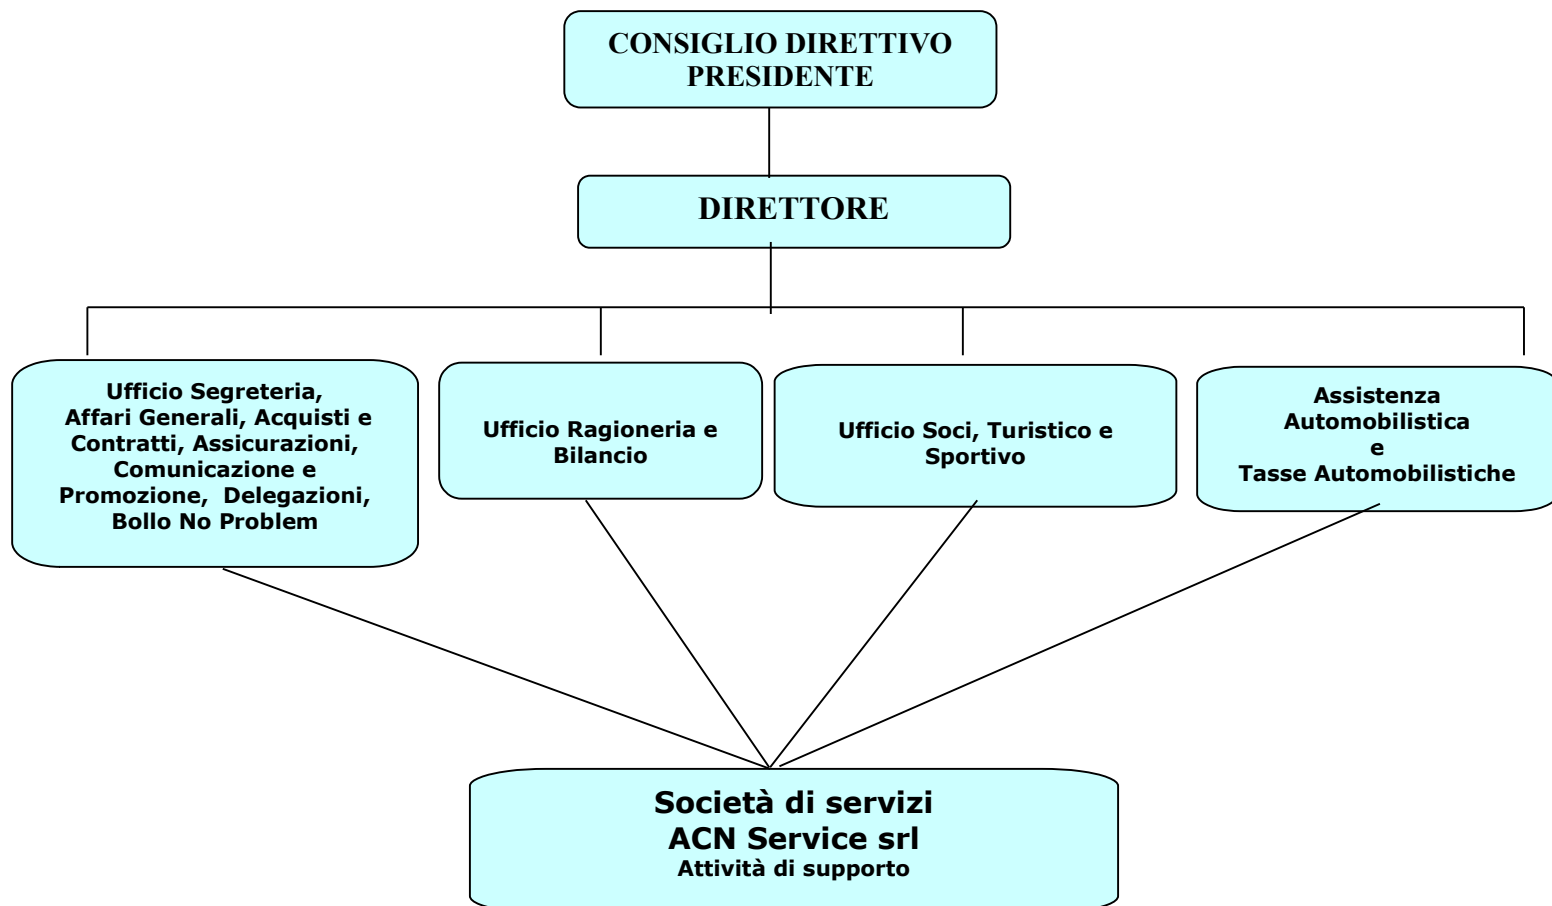 CONSIGLIO DIRETTIVO
PRESIDENTE
DIRETTORE
Ufficio Segreteria,
Affari Generali, Acquisti e
Contratti, Assicurazioni,
Comunicazione e
Promozione,  Delegazioni,
Bollo No Problem
Ufficio Ragioneria e
Bilancio
Ufficio Soci, Turistico e
Sportivo
Assistenza
Automobilistica
e
Tasse Automobilistiche
Società di servizi
ACN Service srl
Attività di supporto